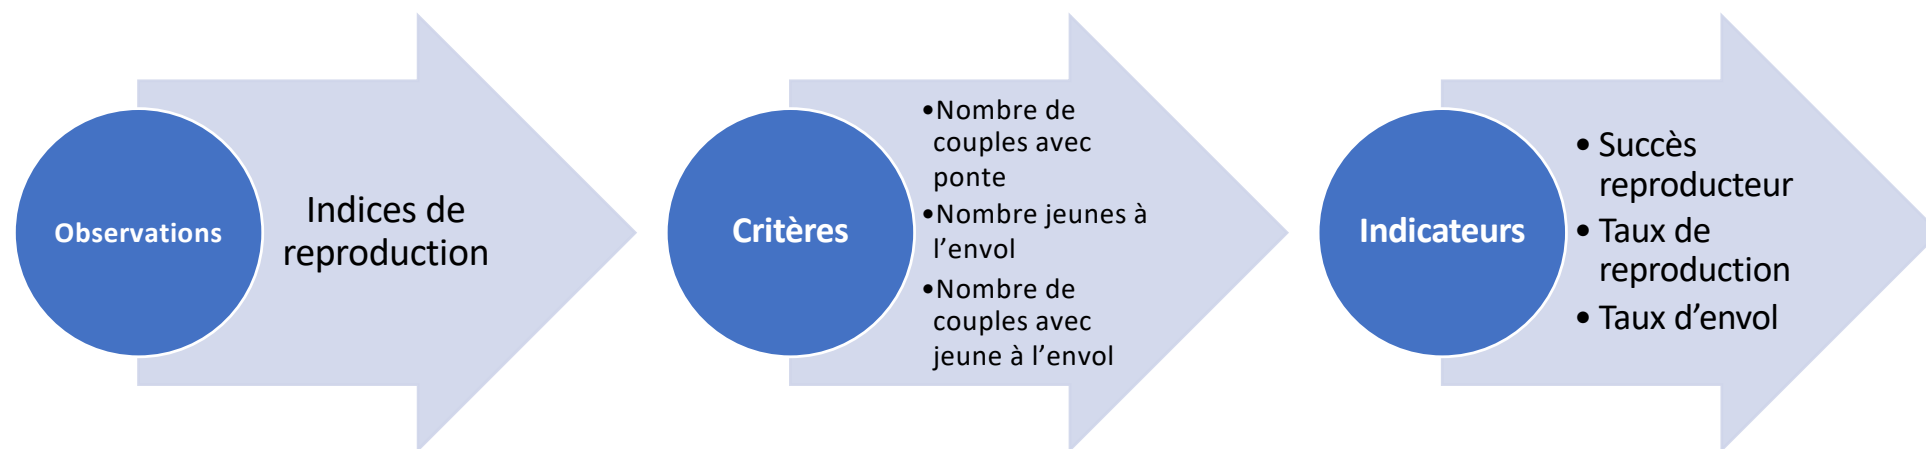 Observations
Indices de
reproduction
Critères
•Nombre de
couples avec
ponte
•Nombre jeunes à
l’envol
•Nombre de
couples avec
jeune à l’envol
Indicateurs
• Succès
reproducteur
• Taux de
reproduction
• Taux d’envol